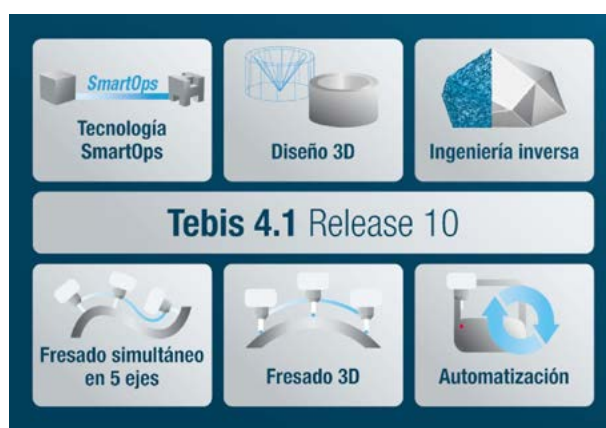 SmartOps
Tecnología
SmartOps
Diseño 3D
Ingeniería inversa
Tebis 4.1 Release 10
Fresado simultáneo
en 5 ejes
Fresado 3D
Automatización